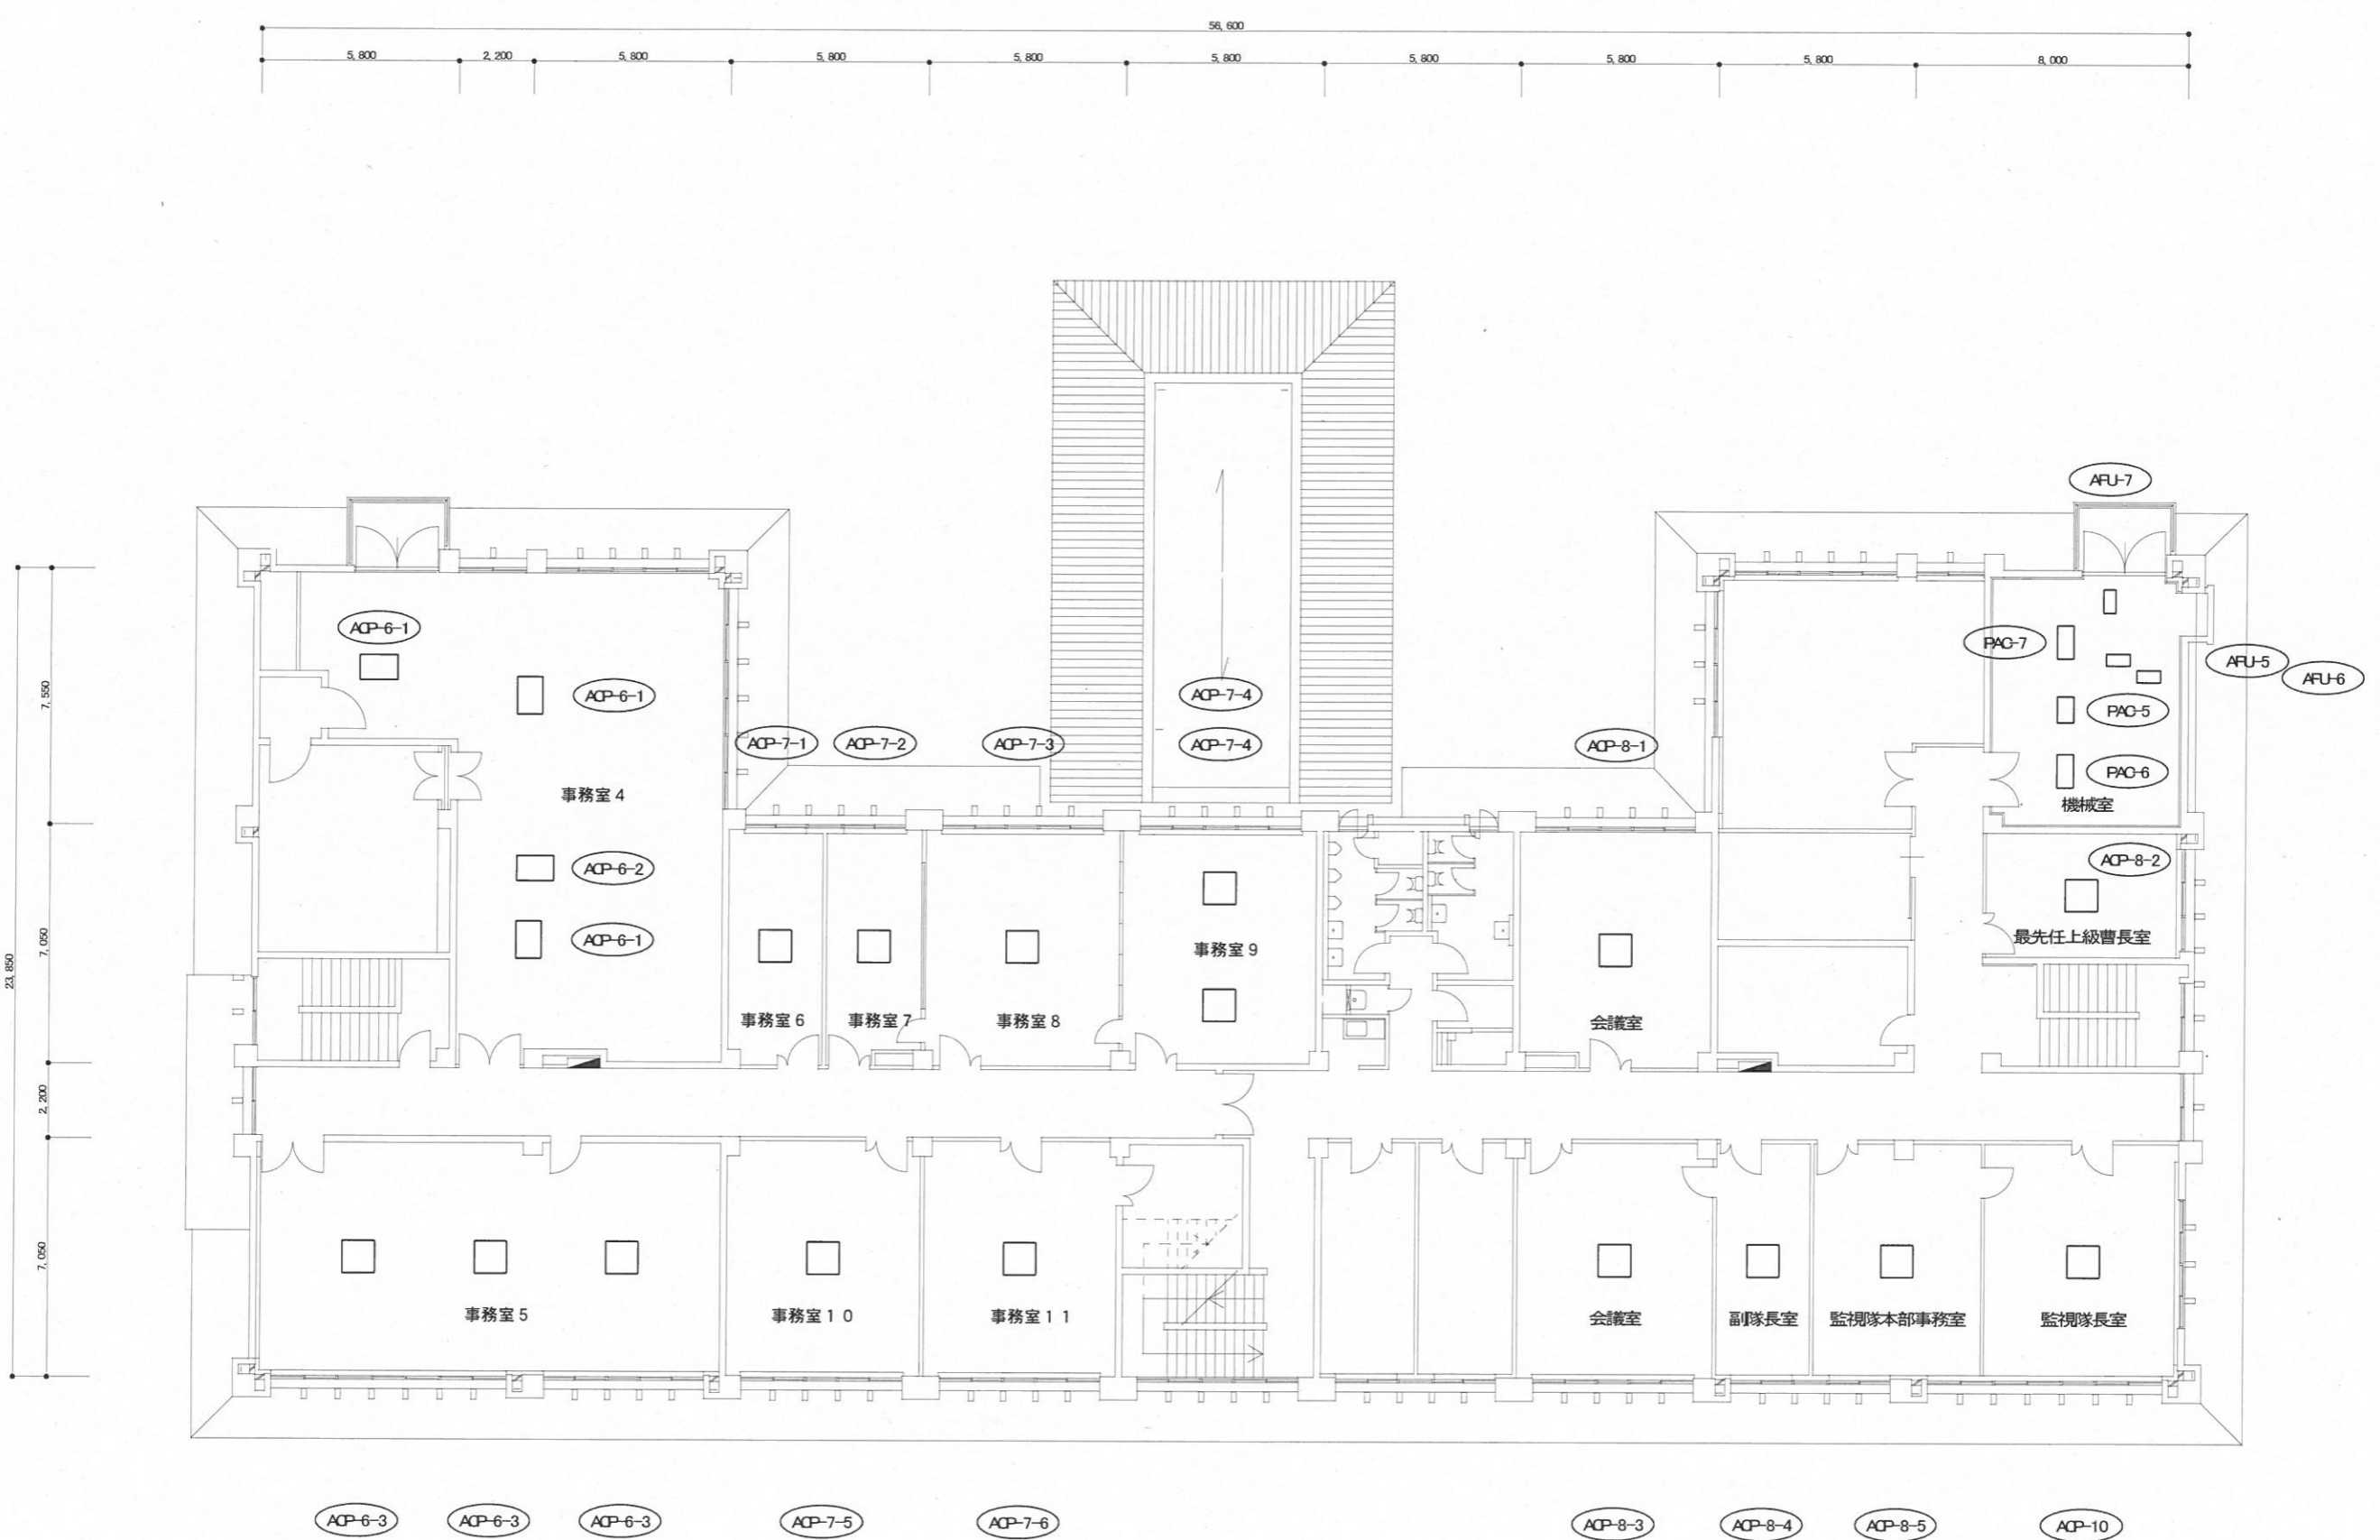 56,600
5,800 2,200 5,800 5,800 5,800 5,800 5,800 5,800 5,800 8,000
AFU-7
ACP-6-1
PAC-7
AFU-5
AFU-6
ACP-6-1
ACP-7-4
PAC-5
ACP-7-1 ACP-7-2 ACP-7-3 ACP-7-4 ACP-8-1
PAC-6
事務室4
機械室
ACP-6-2
ACP-8-2
ACP-6-1
事務室9
最先任上級曹長室
事務室6 事務室7 事務室8 会議室
7,550
7,050
2,200
7,050
23,850
事務室5 事務室10 事務室11 会議室 副隊長室 監視隊本部事務室 監視隊長室
ACP-6-3 ACP-6-3 ACP-6-3 ACP-7-5 ACP-7-6 ACP-8-3 ACP-8-4 ACP-8-5 ACP-10